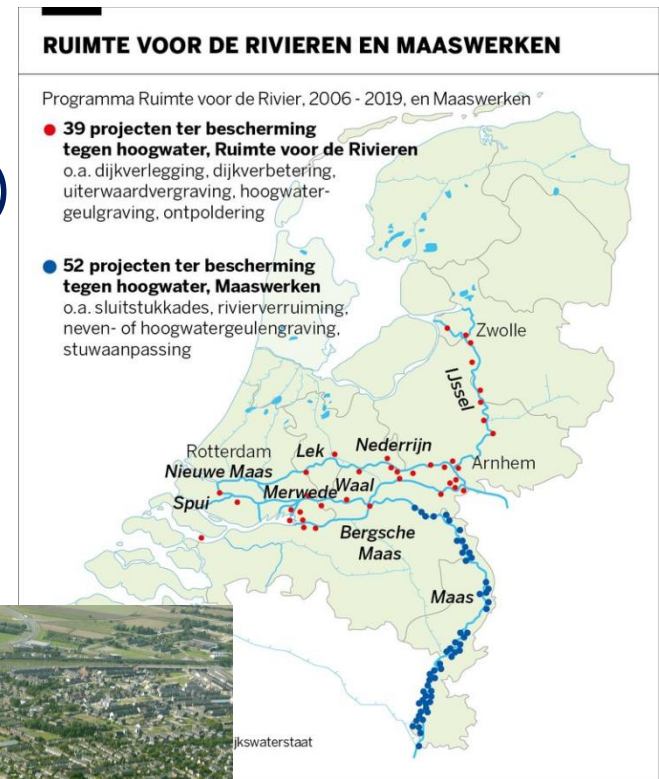 RUIMTE VOOR DE RIVIEREN EN MAASWERKEN
Programma Ruimte voor de Rivier, 2006 - 2019, en Maaswerken
39 projecten ter bescherming
tegen hoogwater, Ruimte voor de Rivieren
o.a. dijkverlegging, dijkverbetering,
uiterwaardvergraving, hoogwater-
geulgraving, ontpoldering
)
52 projecten ter bescherming
tegen hoogwater, Maaswerken
o.a. sluitstukkades, rivierverruiming,
neven- of hoogwatergeulengraving,
stuwaanpassing
Zwolle
IJssel
Rotterdam
Lek
Nederrijn
Arnhem
Nieuwe Maas
Merwede
Waal
Spui
Bergsche
Maas
Maas
jkswaterstaat